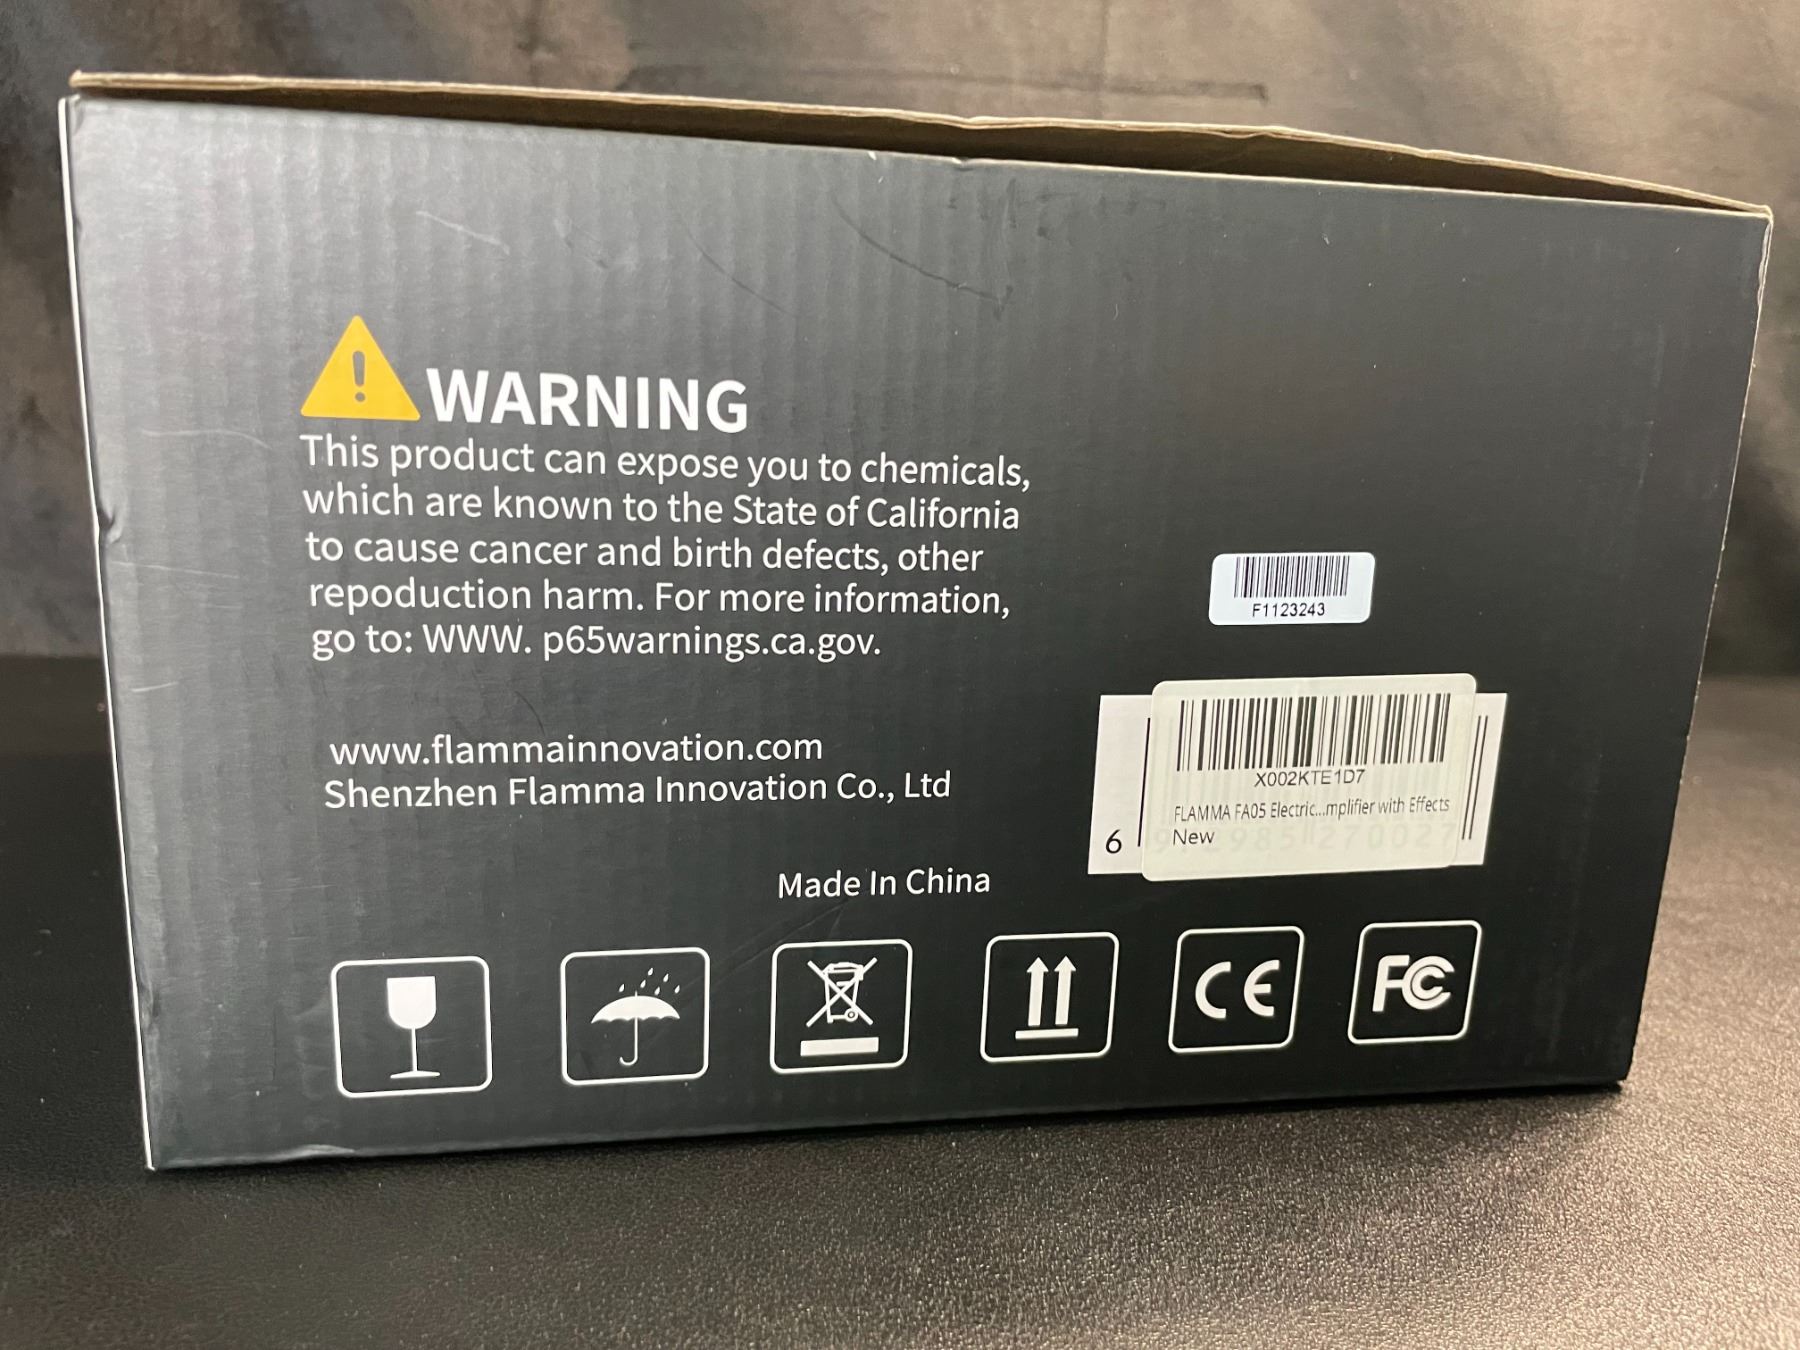 WARNING
This product can expose you to chemicals,
which are known to the State of California
to cause cancer and birth defects, other
repoduction harm. For more information,
go to: WWW. p65warnings.ca.gov.
www.flammainnovation.com
Shenzhen Flamma Innovation Co., Ltd
Made In China
F1123243
X002KTE1D7
FLAMMA FA05 Electric...mplifier with Effects
New
6
CE
FC